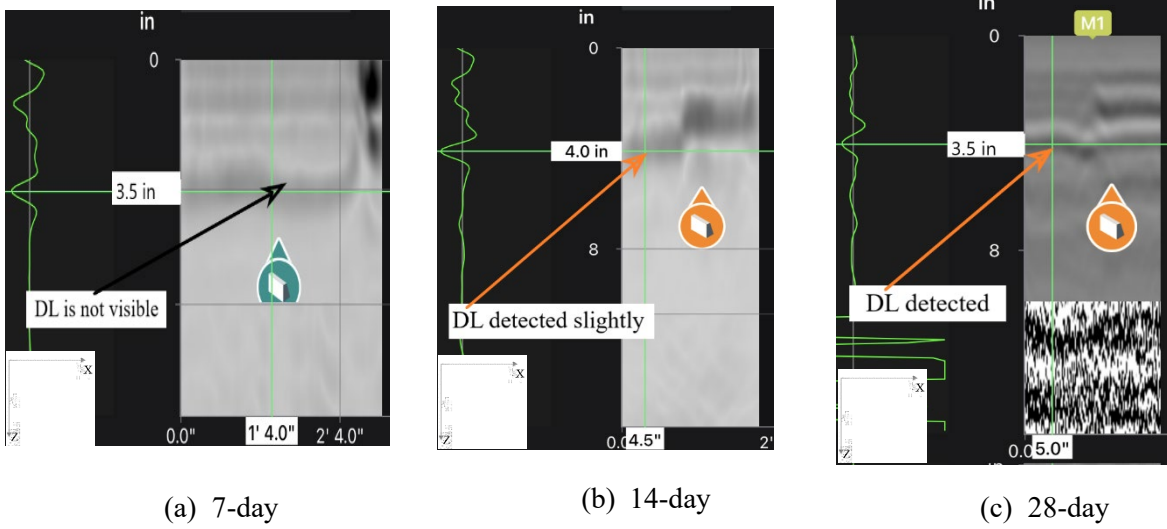 in
0
3.5 in
DL is not visible
X
Z
0.0"
1' 4.0"
2' 4.0"
(a) 7-day
in
0
4.0 in
8
DL detected slightly
X
Z
4.5"
2'
(b) 14-day
in
M1
0
3.5 in
8
DL detected
X
Z
5.0"
(c) 28-day